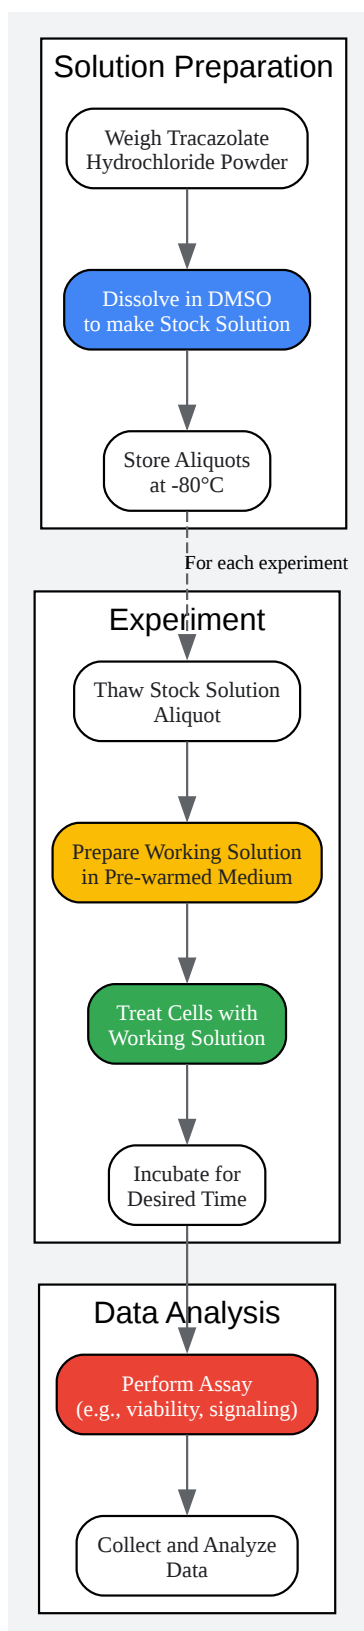 Solution Preparation
Weigh Tracazolate
Hydrochloride Powder
Dissolve in DMSO
to make Stock Solution
Store Aliquots
at -80°C
For each experiment
Experiment
Thaw Stock Solution
Aliquot
Prepare Working Solution
in Pre-warmed Medium
Treat Cells with
Working Solution
Incubate for
Desired Time
Data Analysis
Perform Assay
(e.g., viability, signaling)
Collect and Analyze
Data